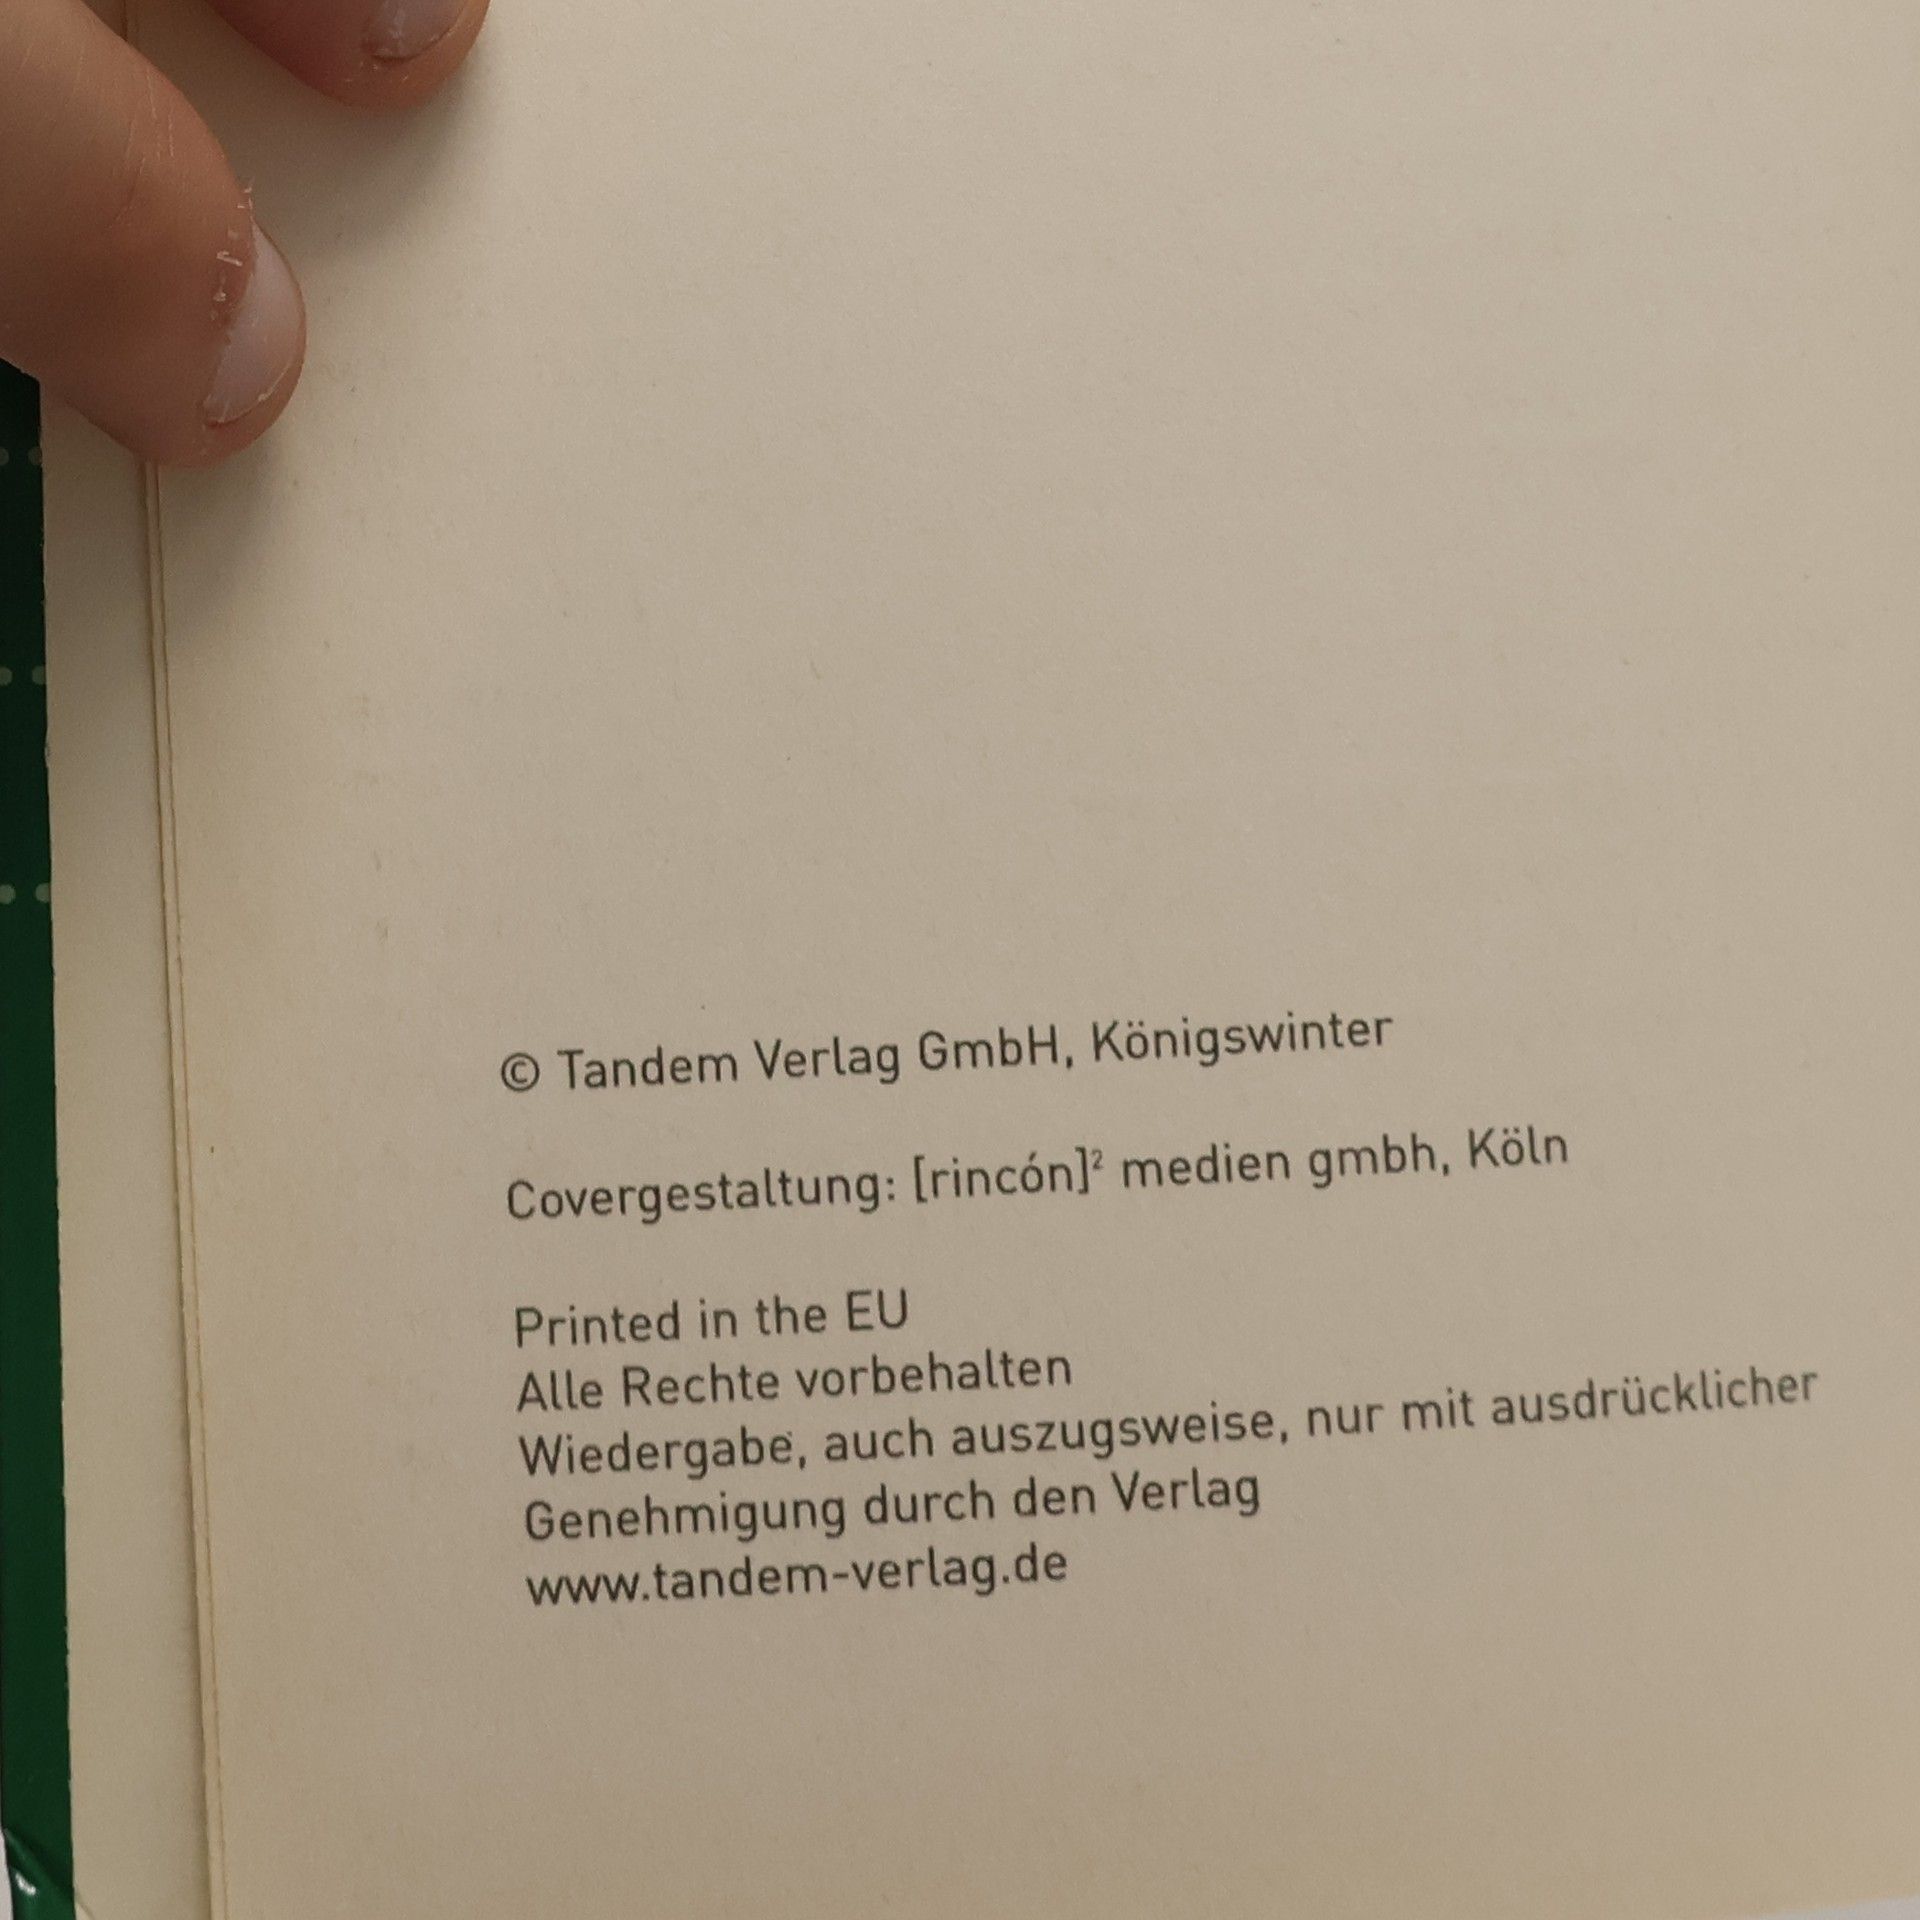 © Tandem Verlag GmbH, Königswinter
Covergestaltung: [rincón]² medien gmbh, Köln
Printed in the EU
Alle Rechte vorbehalten
Wiedergabe, auch auszugsweise, nur mit ausdrücklicher
Genehmigung durch den Verlag
www.tandem-verlag.de